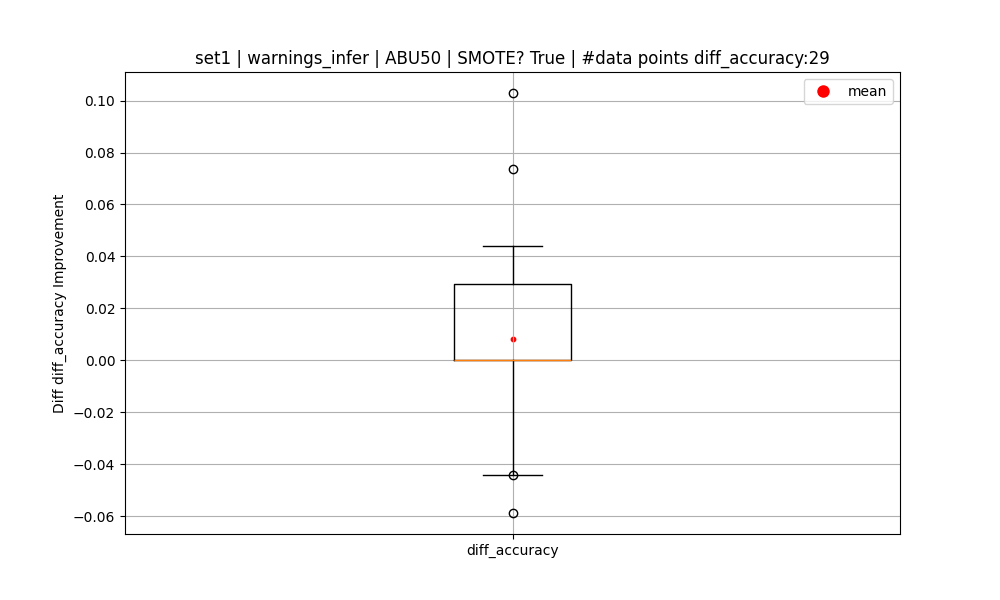 set1 | warnings_infer | ABU50 | SMOTE? True | #data points diff_accuracy:29
mean
0.10
0.08
0.06
0.04
0.02
0.00
−0.02
−0.04
−0.06
Diff diff_accuracy Improvement
diff_accuracy